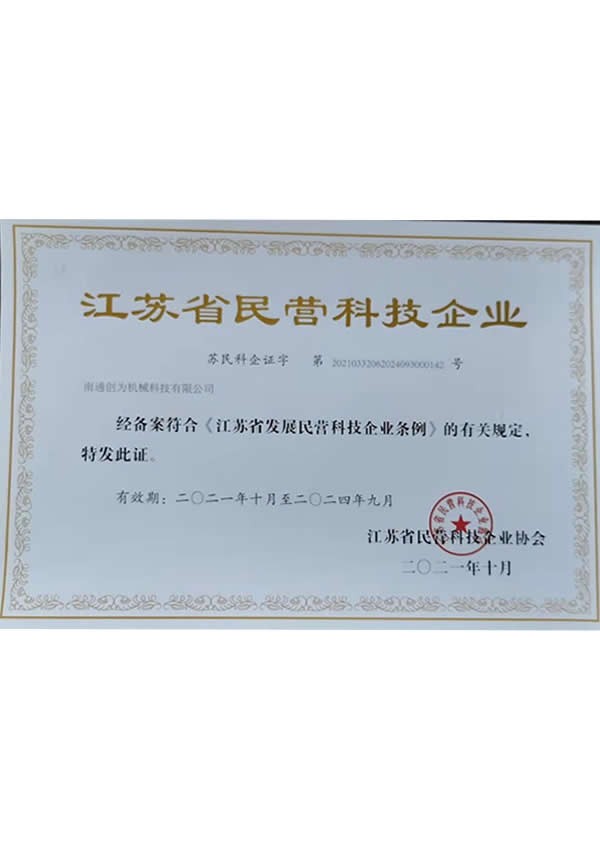 江苏省民营科技企业
苏民科企证字 第 20210332062024093000142 号
南通创为机械科技有限公司
经备案符合《江苏省发展民营科技企业条例》的有关规定，
特发此证。
有效期：二〇二一年十月至二〇二四年九月
江苏省民营科技企业协会
二〇二一年十月